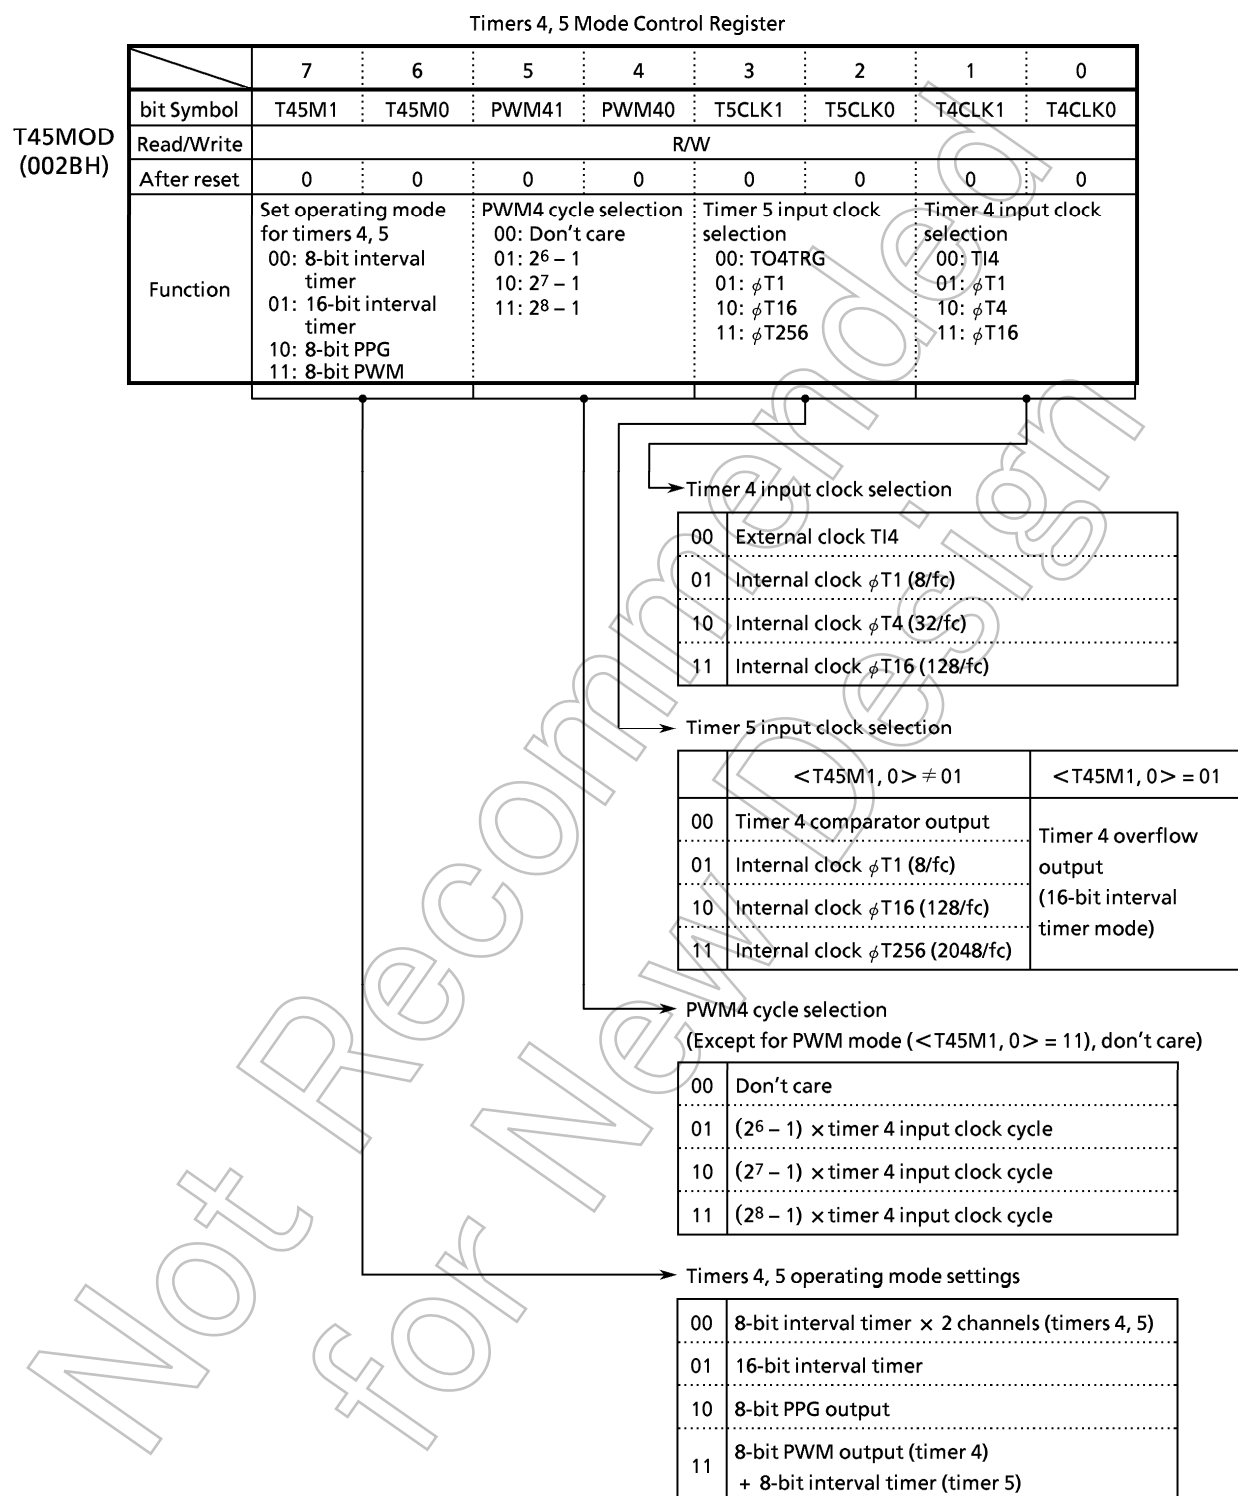 Timers 4, 5 Mode Control Register
7 6 5 4 3 2 1 0
bit Symbol T45M1 T45M0 PWM41 PWM40 T5CLK1 T5CLK0 T4CLK1 T4CLK0
T45MOD
(002BH)
Read/Write R/W
After reset 0 0 0 0 0 0 0 0
Function
Set operating mode
for timers 4, 5
00: 8-bit interval
timer
01: 16-bit interval
timer
10: 8-bit PPG
11: 8-bit PWM
PWM4 cycle selection
00: Don't care
01: 2⁶ – 1
10: 2⁷ – 1
11: 2⁸ – 1
Timer 5 input clock
selection
00: TO4TRG
01: ϕT1
10: ϕT16
11: ϕT256
Timer 4 input clock
selection
00: TI4
01: ϕT1
10: ϕT4
11: ϕT16
Timer 4 input clock selection
00 External clock TI4
01 Internal clock ϕT1 (8/fc)
10 Internal clock ϕT4 (32/fc)
11 Internal clock ϕT16 (128/fc)
Timer 5 input clock selection
<T45M1, 0> ≠ 01 <T45M1, 0> = 01
00 Timer 4 comparator output
01 Internal clock ϕT1 (8/fc)
10 Internal clock ϕT16 (128/fc)
11 Internal clock ϕT256 (2048/fc)
Timer 4 overflow
output
(16-bit interval
timer mode)
PWM4 cycle selection
(Except for PWM mode (<T45M1, 0> = 11), don't care)
00 Don't care
01 (2⁶ – 1) × timer 4 input clock cycle
10 (2⁷ – 1) × timer 4 input clock cycle
11 (2⁸ – 1) × timer 4 input clock cycle
Timers 4, 5 operating mode settings
00 8-bit interval timer × 2 channels (timers 4, 5)
01 16-bit interval timer
10 8-bit PPG output
11 8-bit PWM output (timer 4)
+ 8-bit interval timer (timer 5)
Not Recommended
for New Design